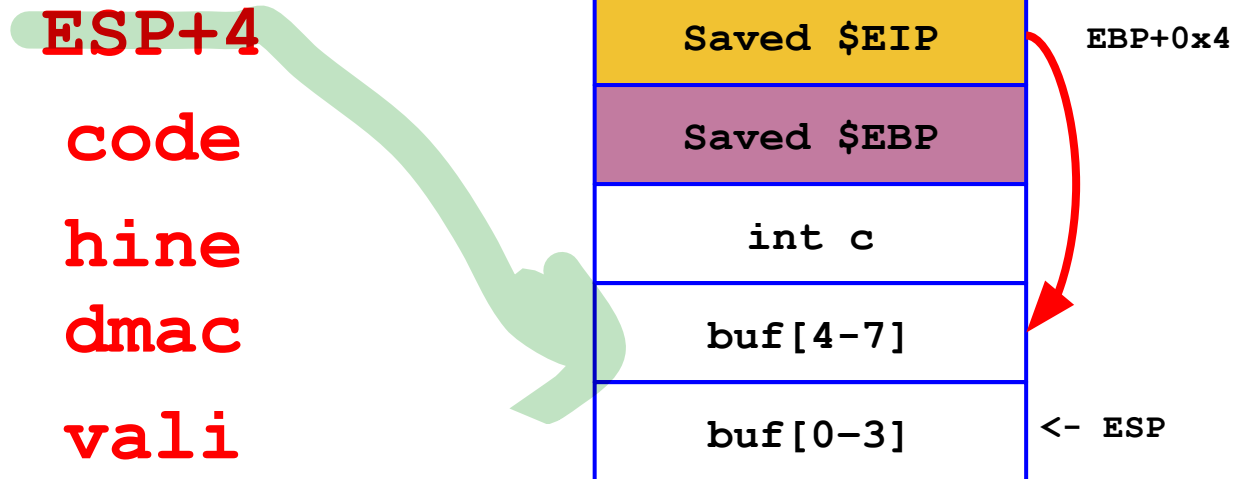 ESP+4 Saved $EIP EBP+0x4
code Saved $EBP
hine int c
dmac buf[4-7]
vali buf[0–3] <- ESP